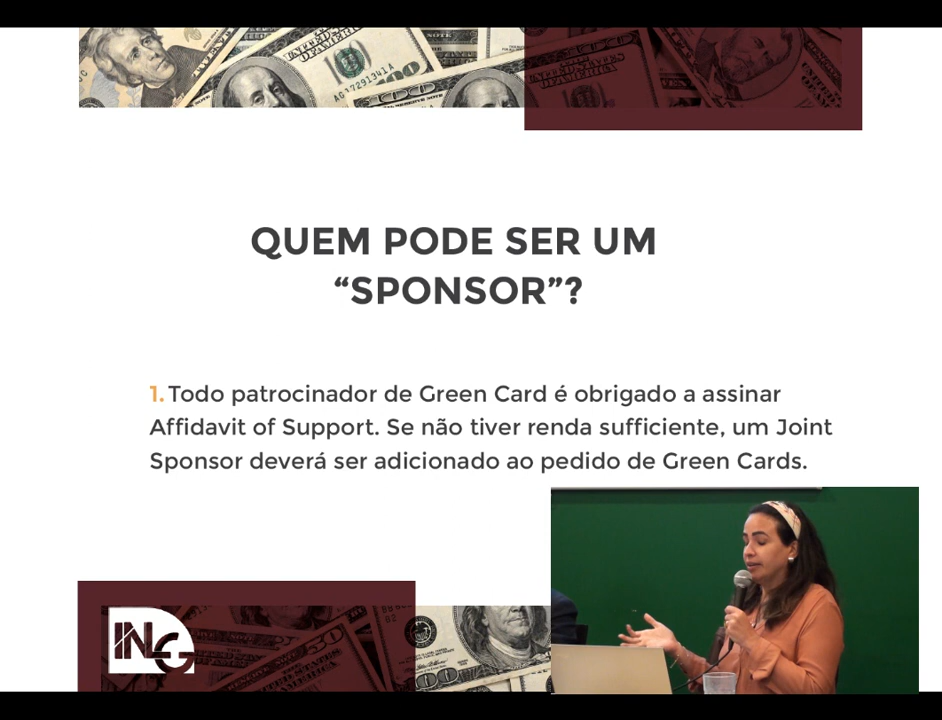 QUEM PODE SER UM
“SPONSOR”?
1. Todo patrocinador de Green Card é obrigado a assinar
Affidavit of Support. Se não tiver renda sufficiente, um Joint
Sponsor deverá ser adicionado ao pedido de Green Cards.